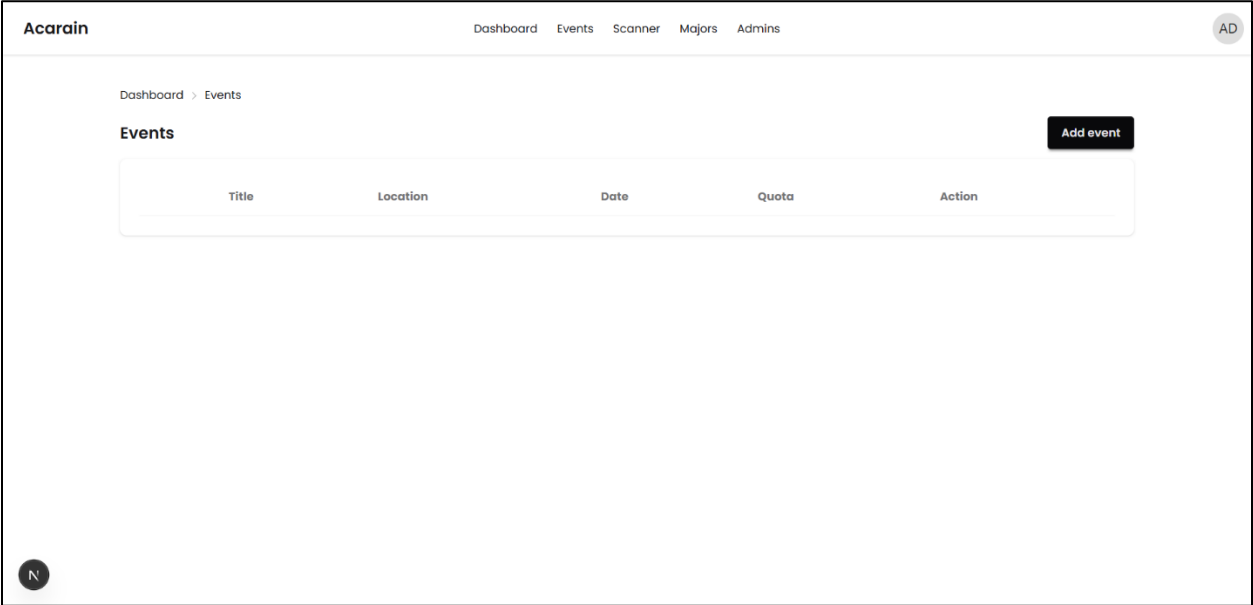 Acarain Dashboard Events Scanner Majors Admins AD
Dashboard > Events
Events Add event
Title Location Date Quota Action
N